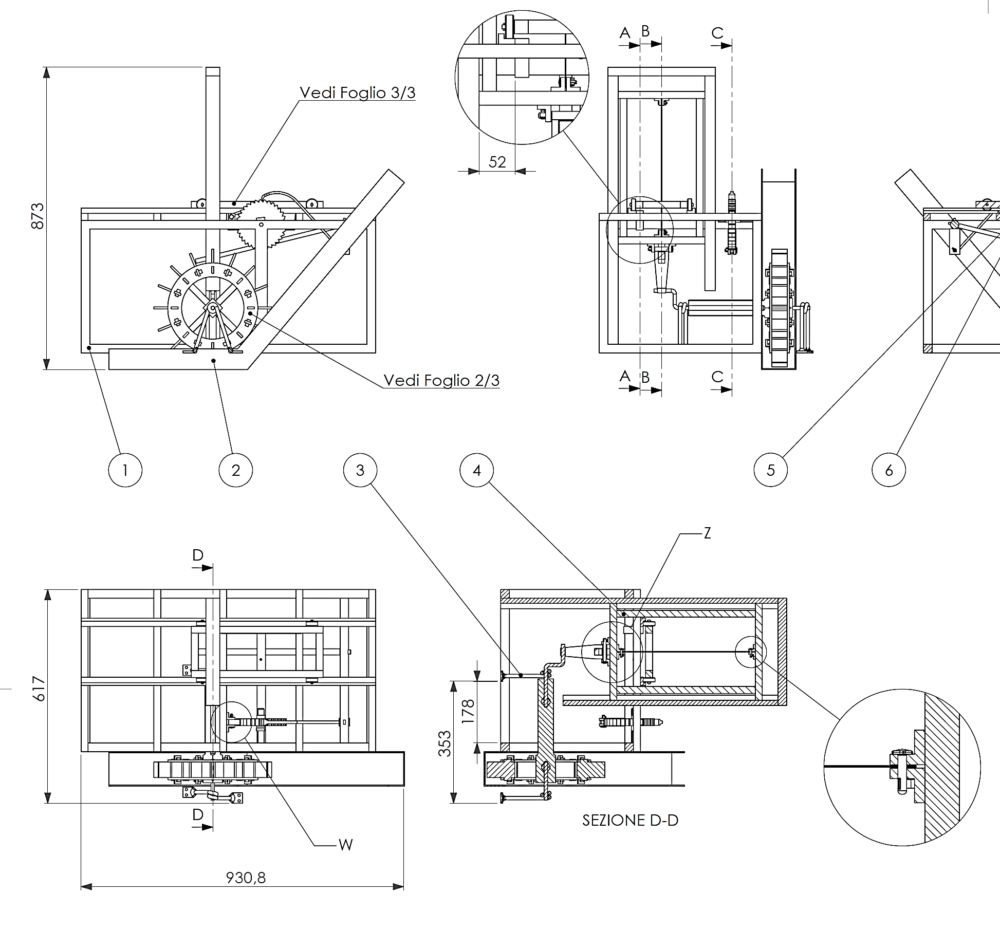 A
B
C
873
Vedi Foglio 3/3
52
Vedi Foglio 2/3
A
B
C
1
2
3
4
5
6
Z
D
617
178
353
D
SEZIONE D-D
W
930,8